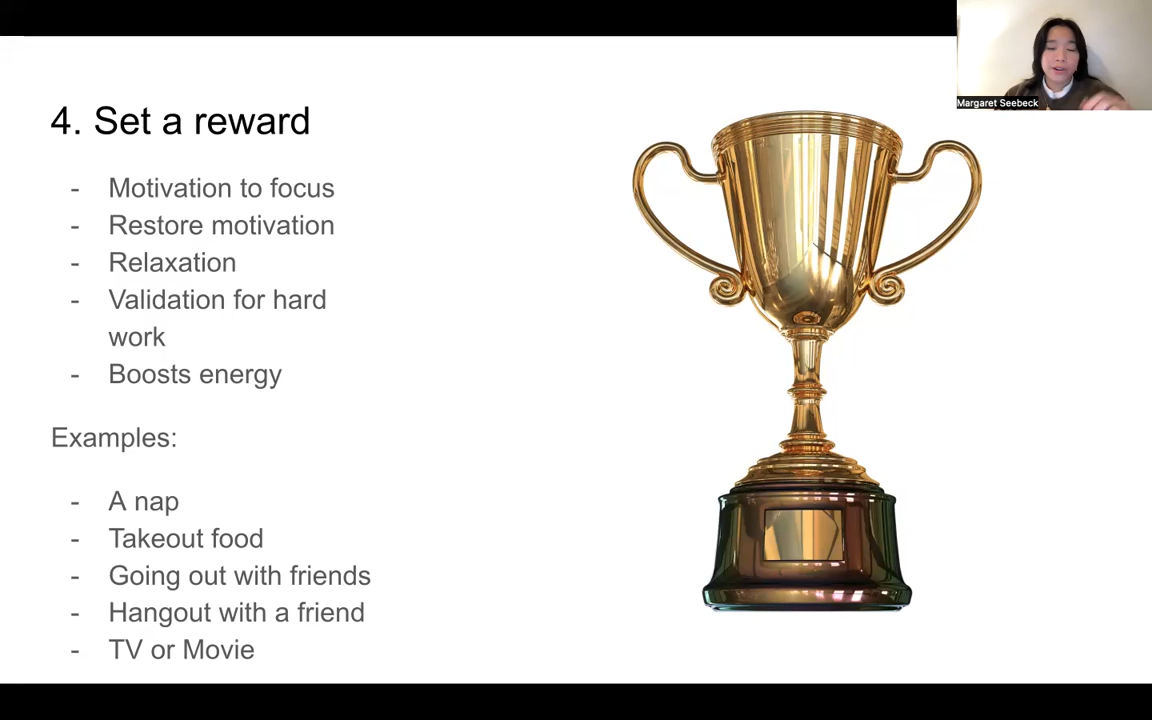 4. Set a reward
- Motivation to focus
- Restore motivation
- Relaxation
- Validation for hard
work
- Boosts energy
Examples:
- A nap
- Takeout food
- Going out with friends
- Hangout with a friend
- TV or Movie
Margaret Seebeck